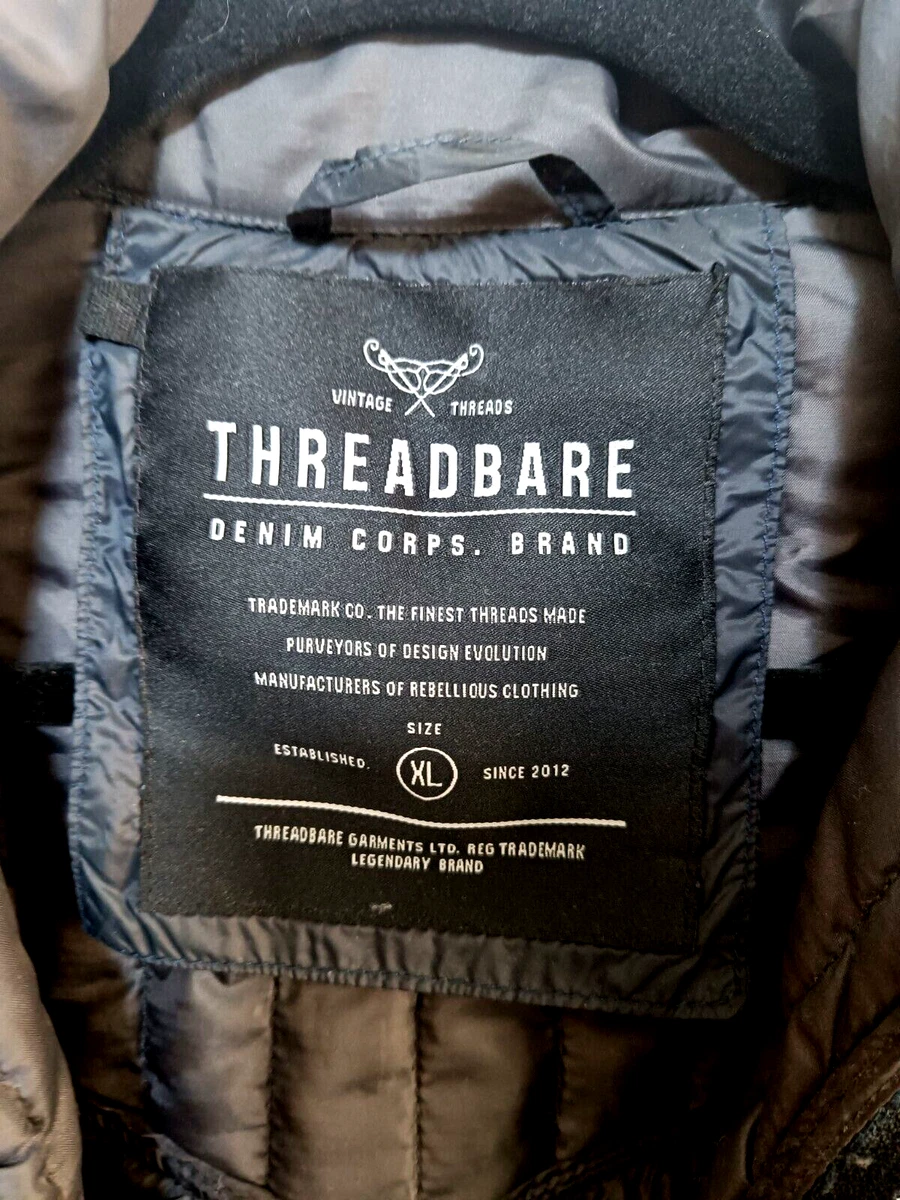 VINTAGE THREADS
THREADBARE
DENIM CORPS. BRAND
TRADEMARK CO. THE FINEST THREADS MADE
PURVEYORS OF DESIGN EVOLUTION
MANUFACTURERS OF REBELLIOUS CLOTHING
SIZE
ESTABLISHED. XL SINCE 2012
THREADBARE GARMENTS LTD. REG TRADEMARK
LEGENDARY BRAND